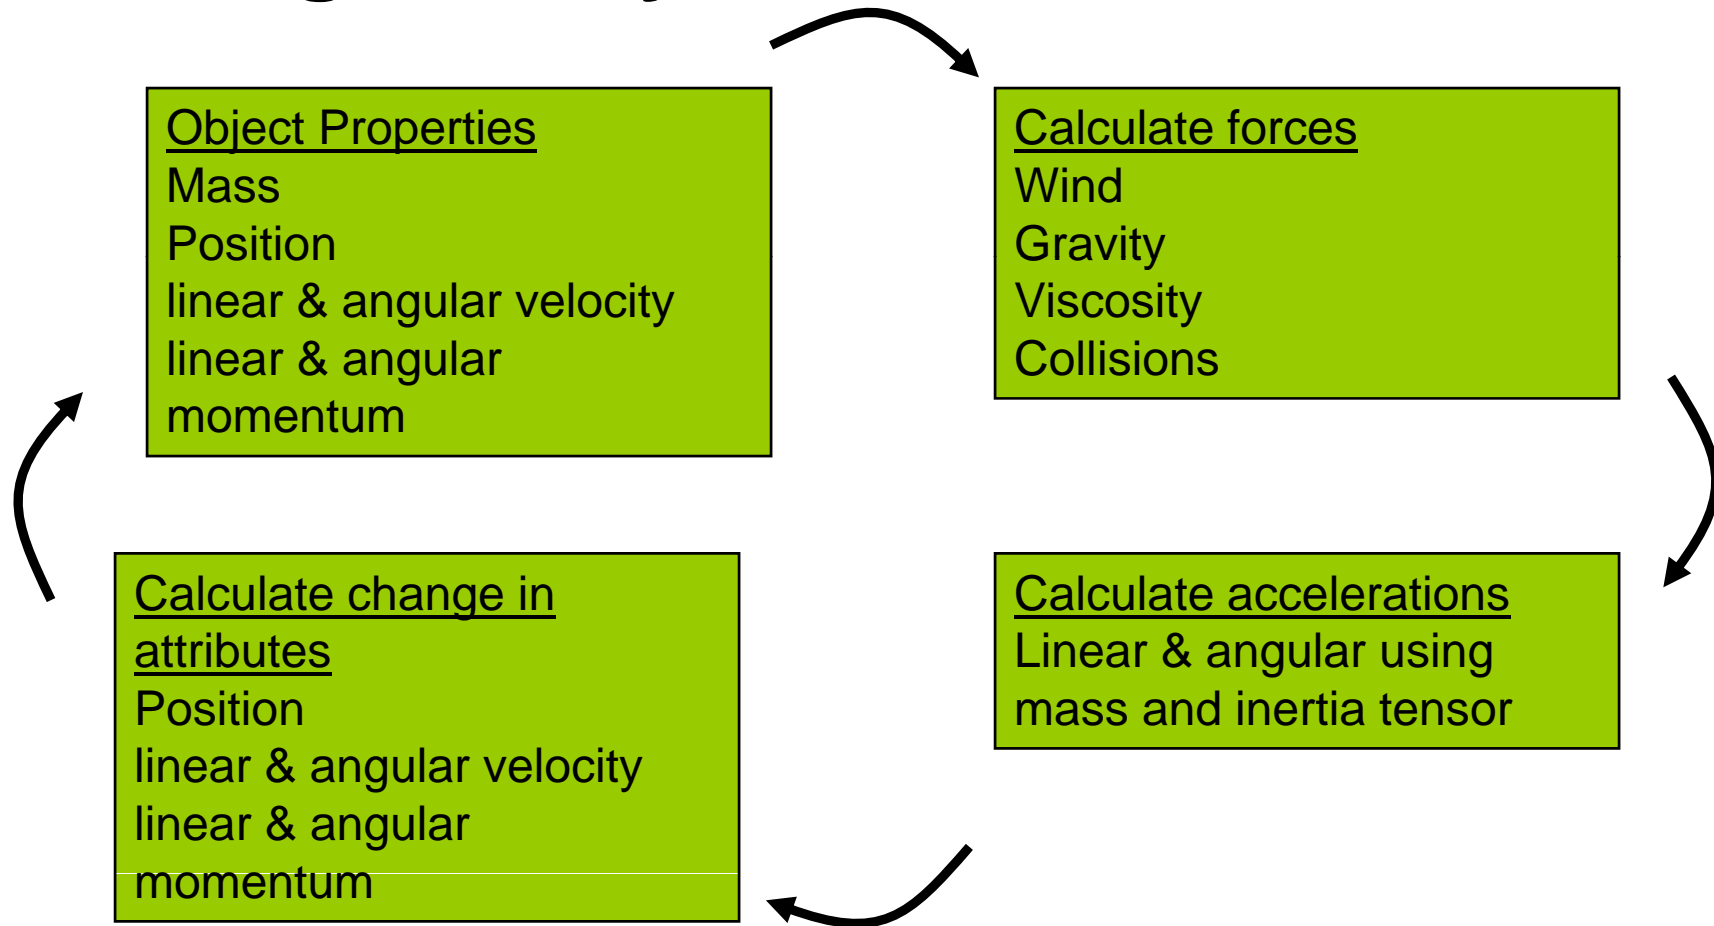 Object Properties
Mass
Position
linear & angular velocity
linear & angular
momentum
Calculate forces
Wind
Gravity
Viscosity
Collisions
Calculate change in
attributes
Position
linear & angular velocity
linear & angular
momentum
Calculate accelerations
Linear & angular using
mass and inertia tensor